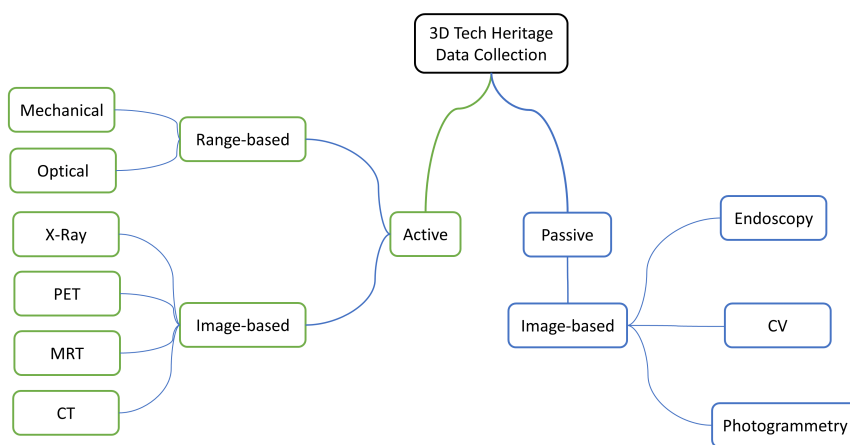 3D Tech Heritage
Data Collection
Mechanical
Range-based
Optical
X-Ray
Active
Passive
Endoscopy
PET
Image-based
Image-based
CV
MRT
CT
Photogrammetry